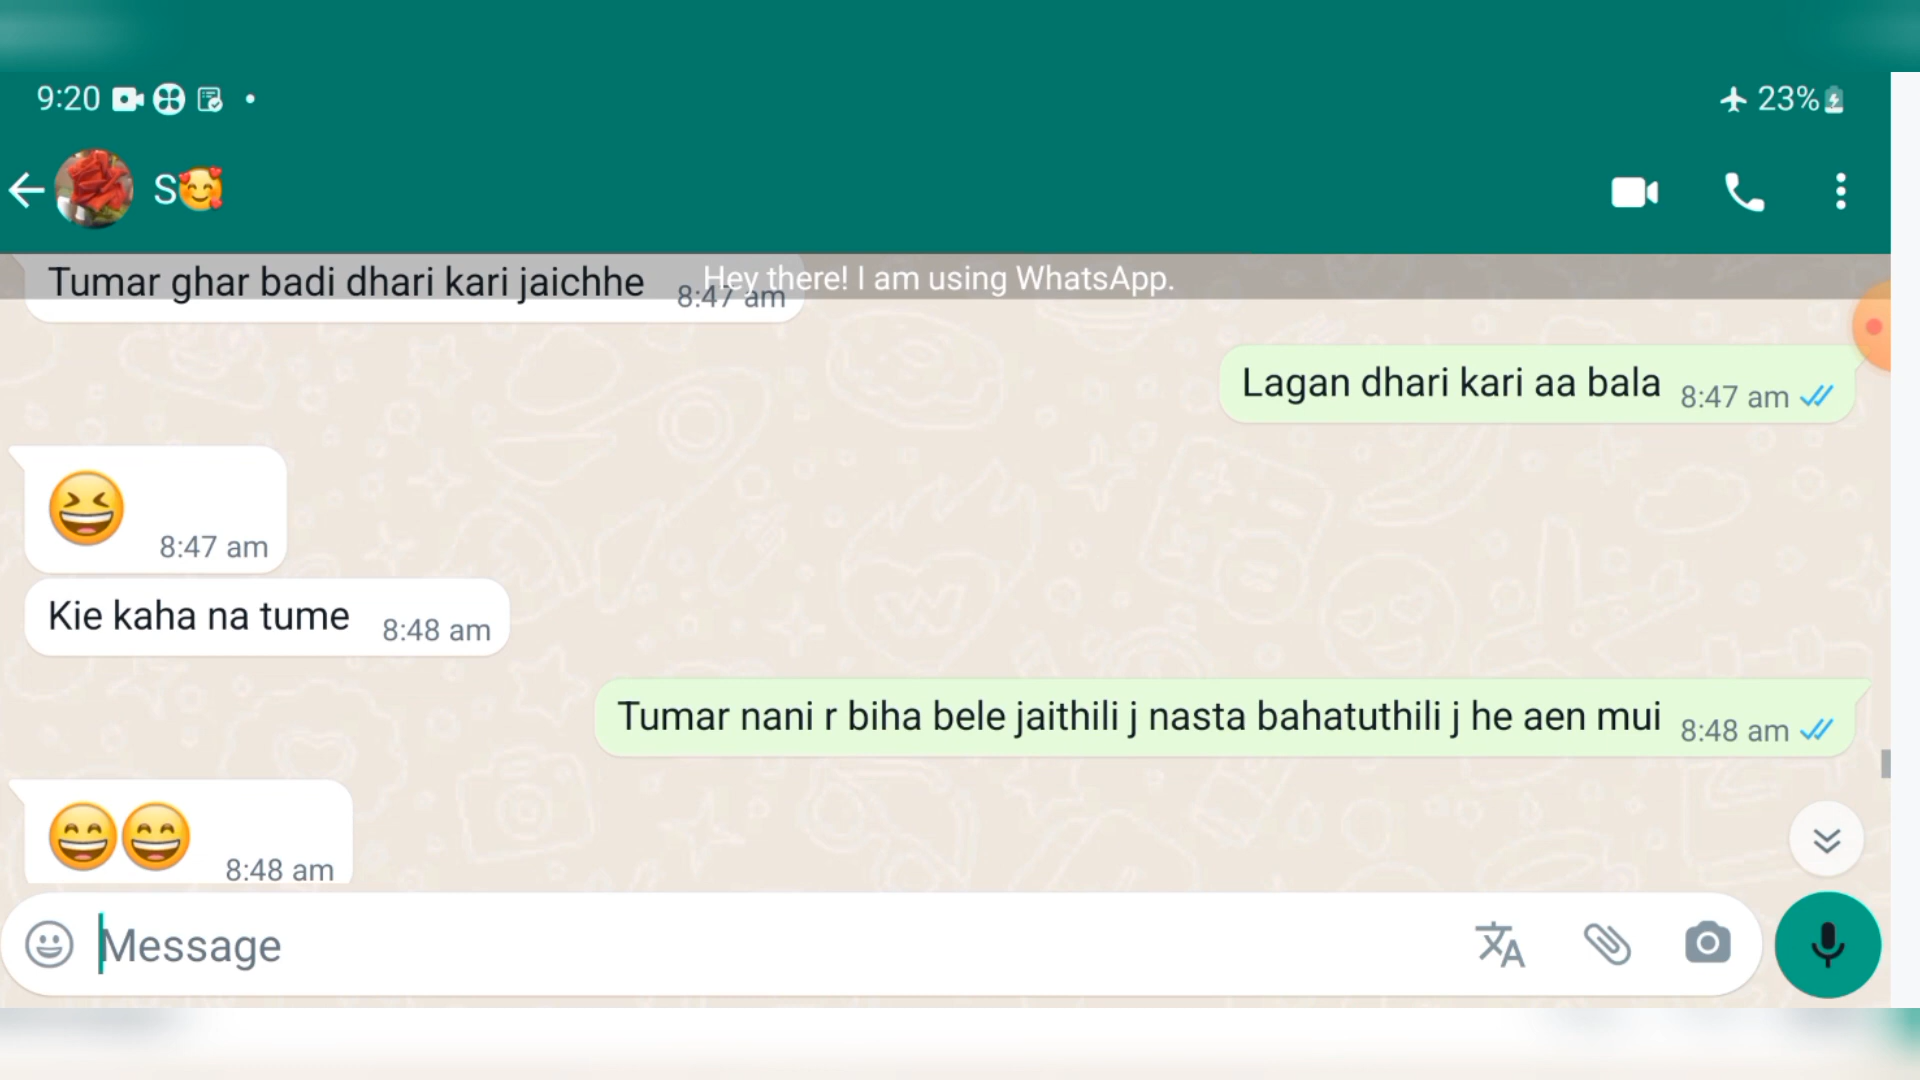 9:20
23%
S🥰
Tumar ghar badi dhari kari jaichhe 8:47 am
Hey there! I am using WhatsApp.
Lagan dhari kari aa bala 8:47 am
😆 8:47 am
Kie kaha na tume 8:48 am
Tumar nani r biha bele jaithili j nasta bahatuthili j he aen mui 8:48 am
😄😄 8:48 am
Message